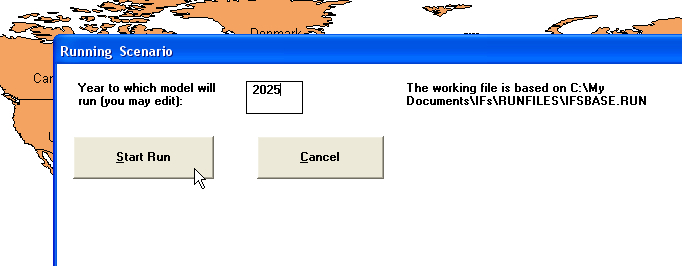 Denmark
Running Scenario
Car
Year to which model will
run (you may edit):
2025
The working file is based on C:\My
Documents\IFs\RUNFILES\IFSBASE.RUN
U
Start Run
Cancel